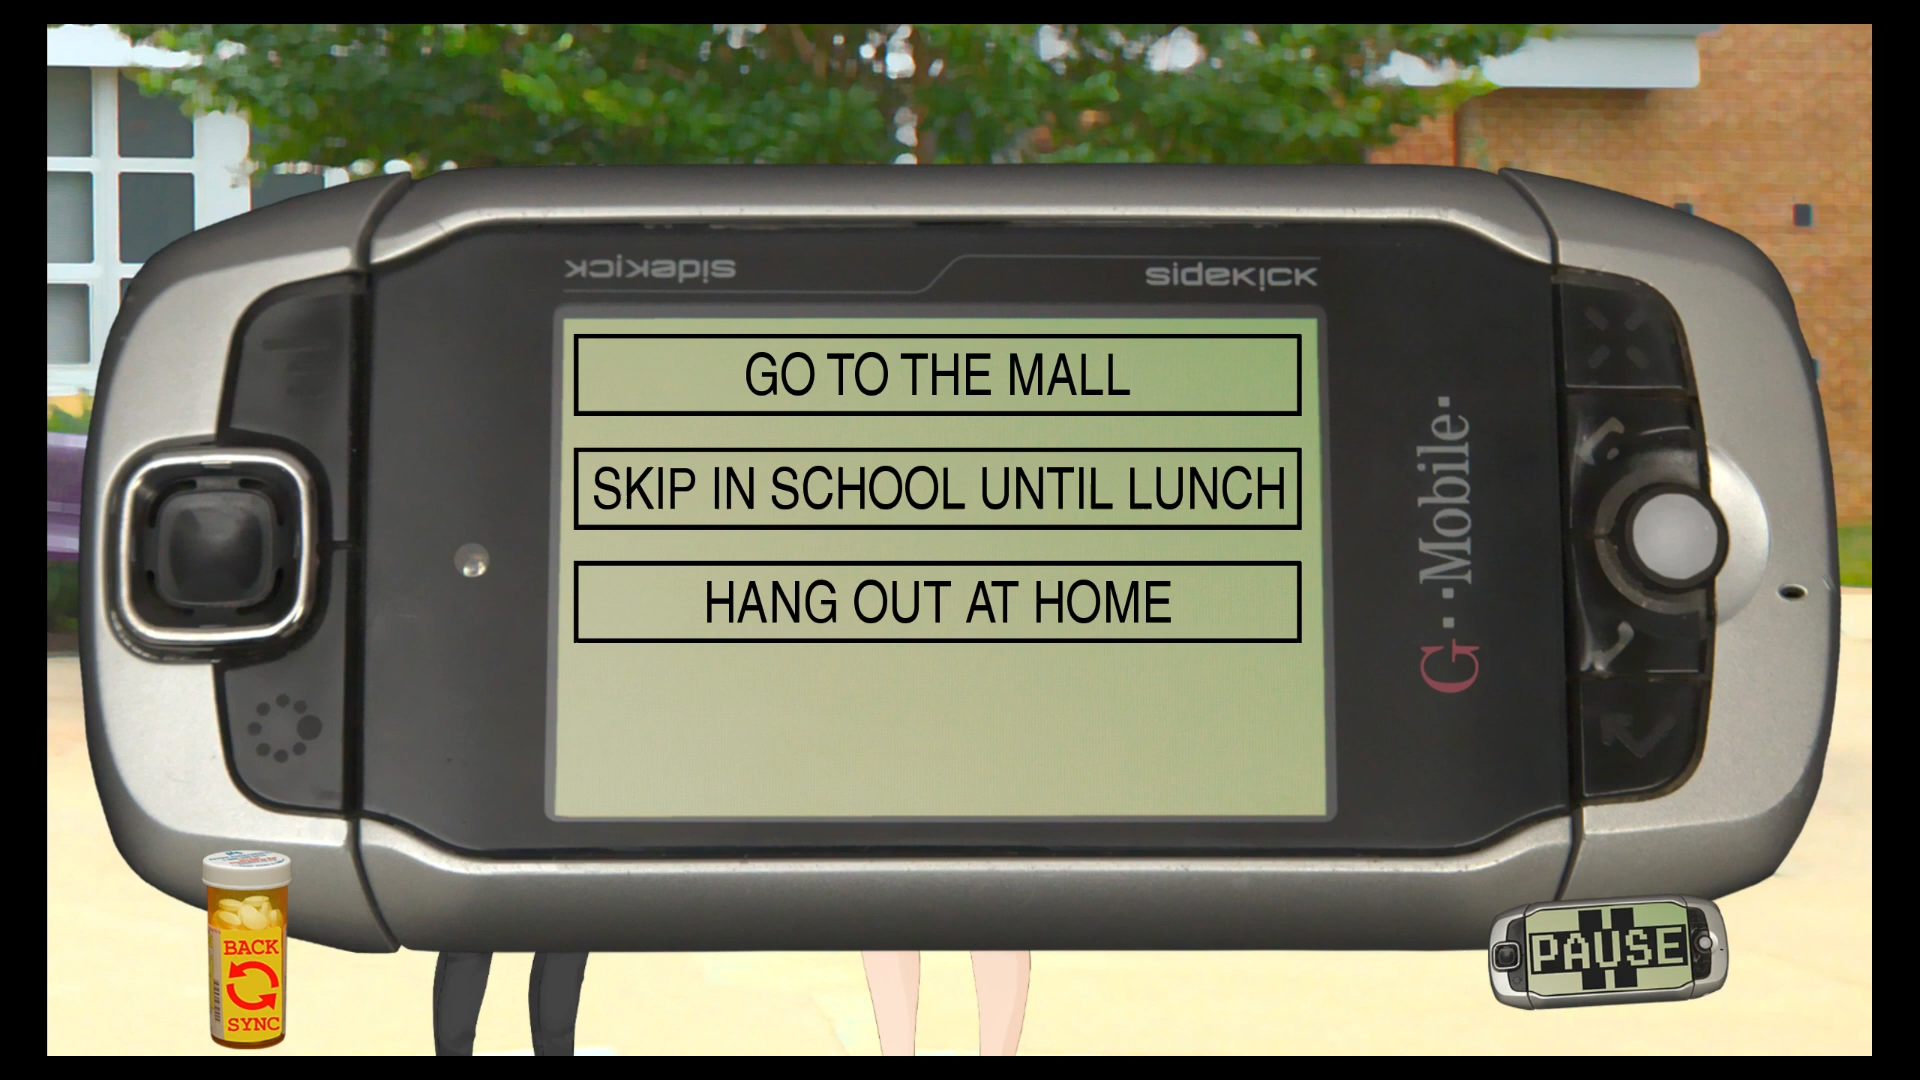 sidekick
sidekick
GO TO THE MALL
SKIP IN SCHOOL UNTIL LUNCH
HANG OUT AT HOME
G··Mobile·
BACK
SYNC
PAUSE